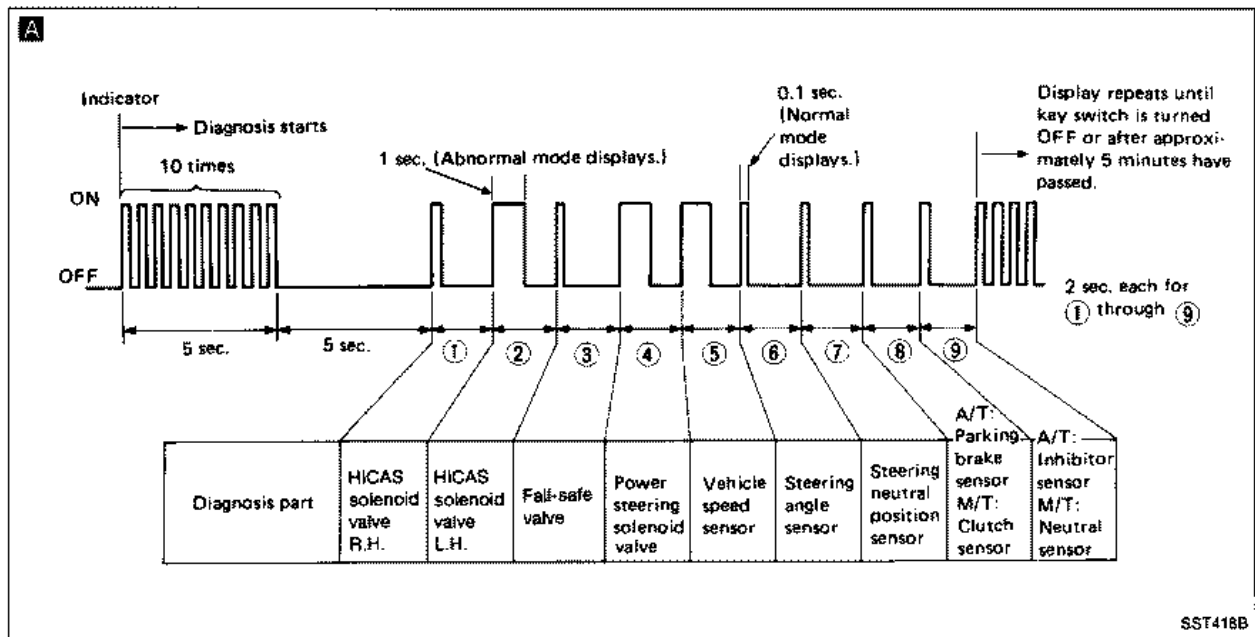 A
Indicator
Diagnosis starts
10 times
1 sec. (Abnormal mode displays.)
0.1 sec.
(Normal
mode
displays.)
Display repeats until
key switch is turned
OFF or after approxi-
mately 5 minutes have
passed.
ON
OFF
2 sec. each for
① through ⑨
5 sec.
5 sec.
①
②
③
④
⑤
⑥
⑦
⑧
⑨
Diagnosis part
HICAS
solenoid
valve
R.H.
HICAS
solenoid
valve
L.H.
Fail-safe
valve
Power
steering
solenoid
valve
Vehicle
speed
sensor
Steering
angle
sensor
Steering
neutral
position
sensor
A/T:
Parking
brake
sensor
M/T:
Clutch
sensor
A/T:
Inhibitor
sensor
M/T:
Neutral
sensor
SST418B